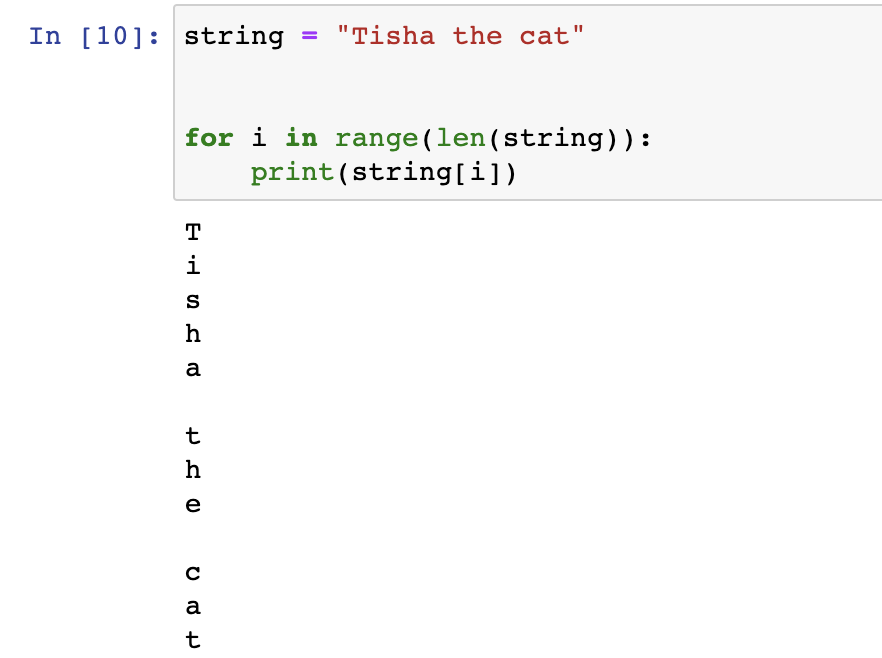 In [10]: string = "Tisha the cat"
for i in range(len(string)):
    print(string[i])
T
i
s
h
a

t
h
e

c
a
t